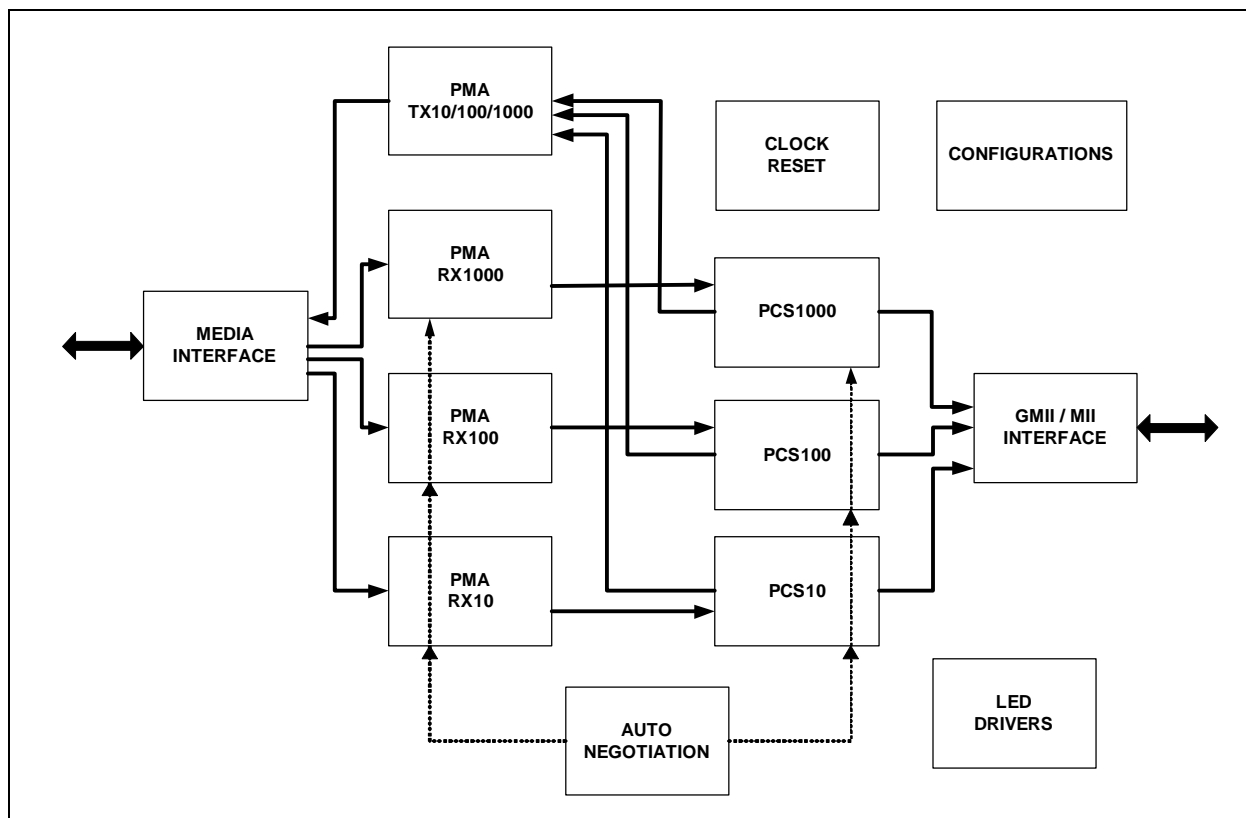 PMA
TX10/100/1000
CLOCK
RESET
CONFIGURATIONS
PMA
RX1000
PCS1000
MEDIA
INTERFACE
PMA
RX100
PCS100
GMII / MII
INTERFACE
PMA
RX10
PCS10
AUTO
NEGOTIATION
LED
DRIVERS